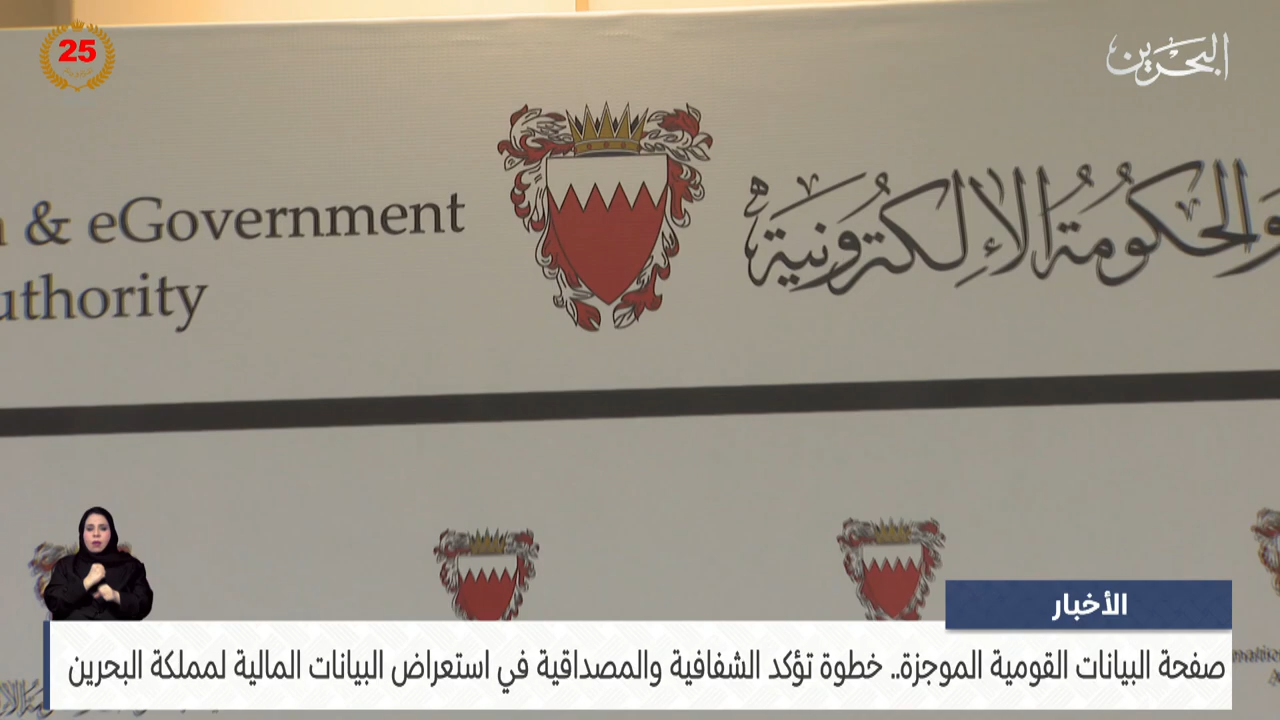 25
البحرين
& eGovernment
uthority
والحكومة الإلكترونية
الأخبار
صفحة البيانات القومية الموجزة.. خطوة تؤكد الشفافية والمصداقية في استعراض البيانات المالية لمملكة البحرين